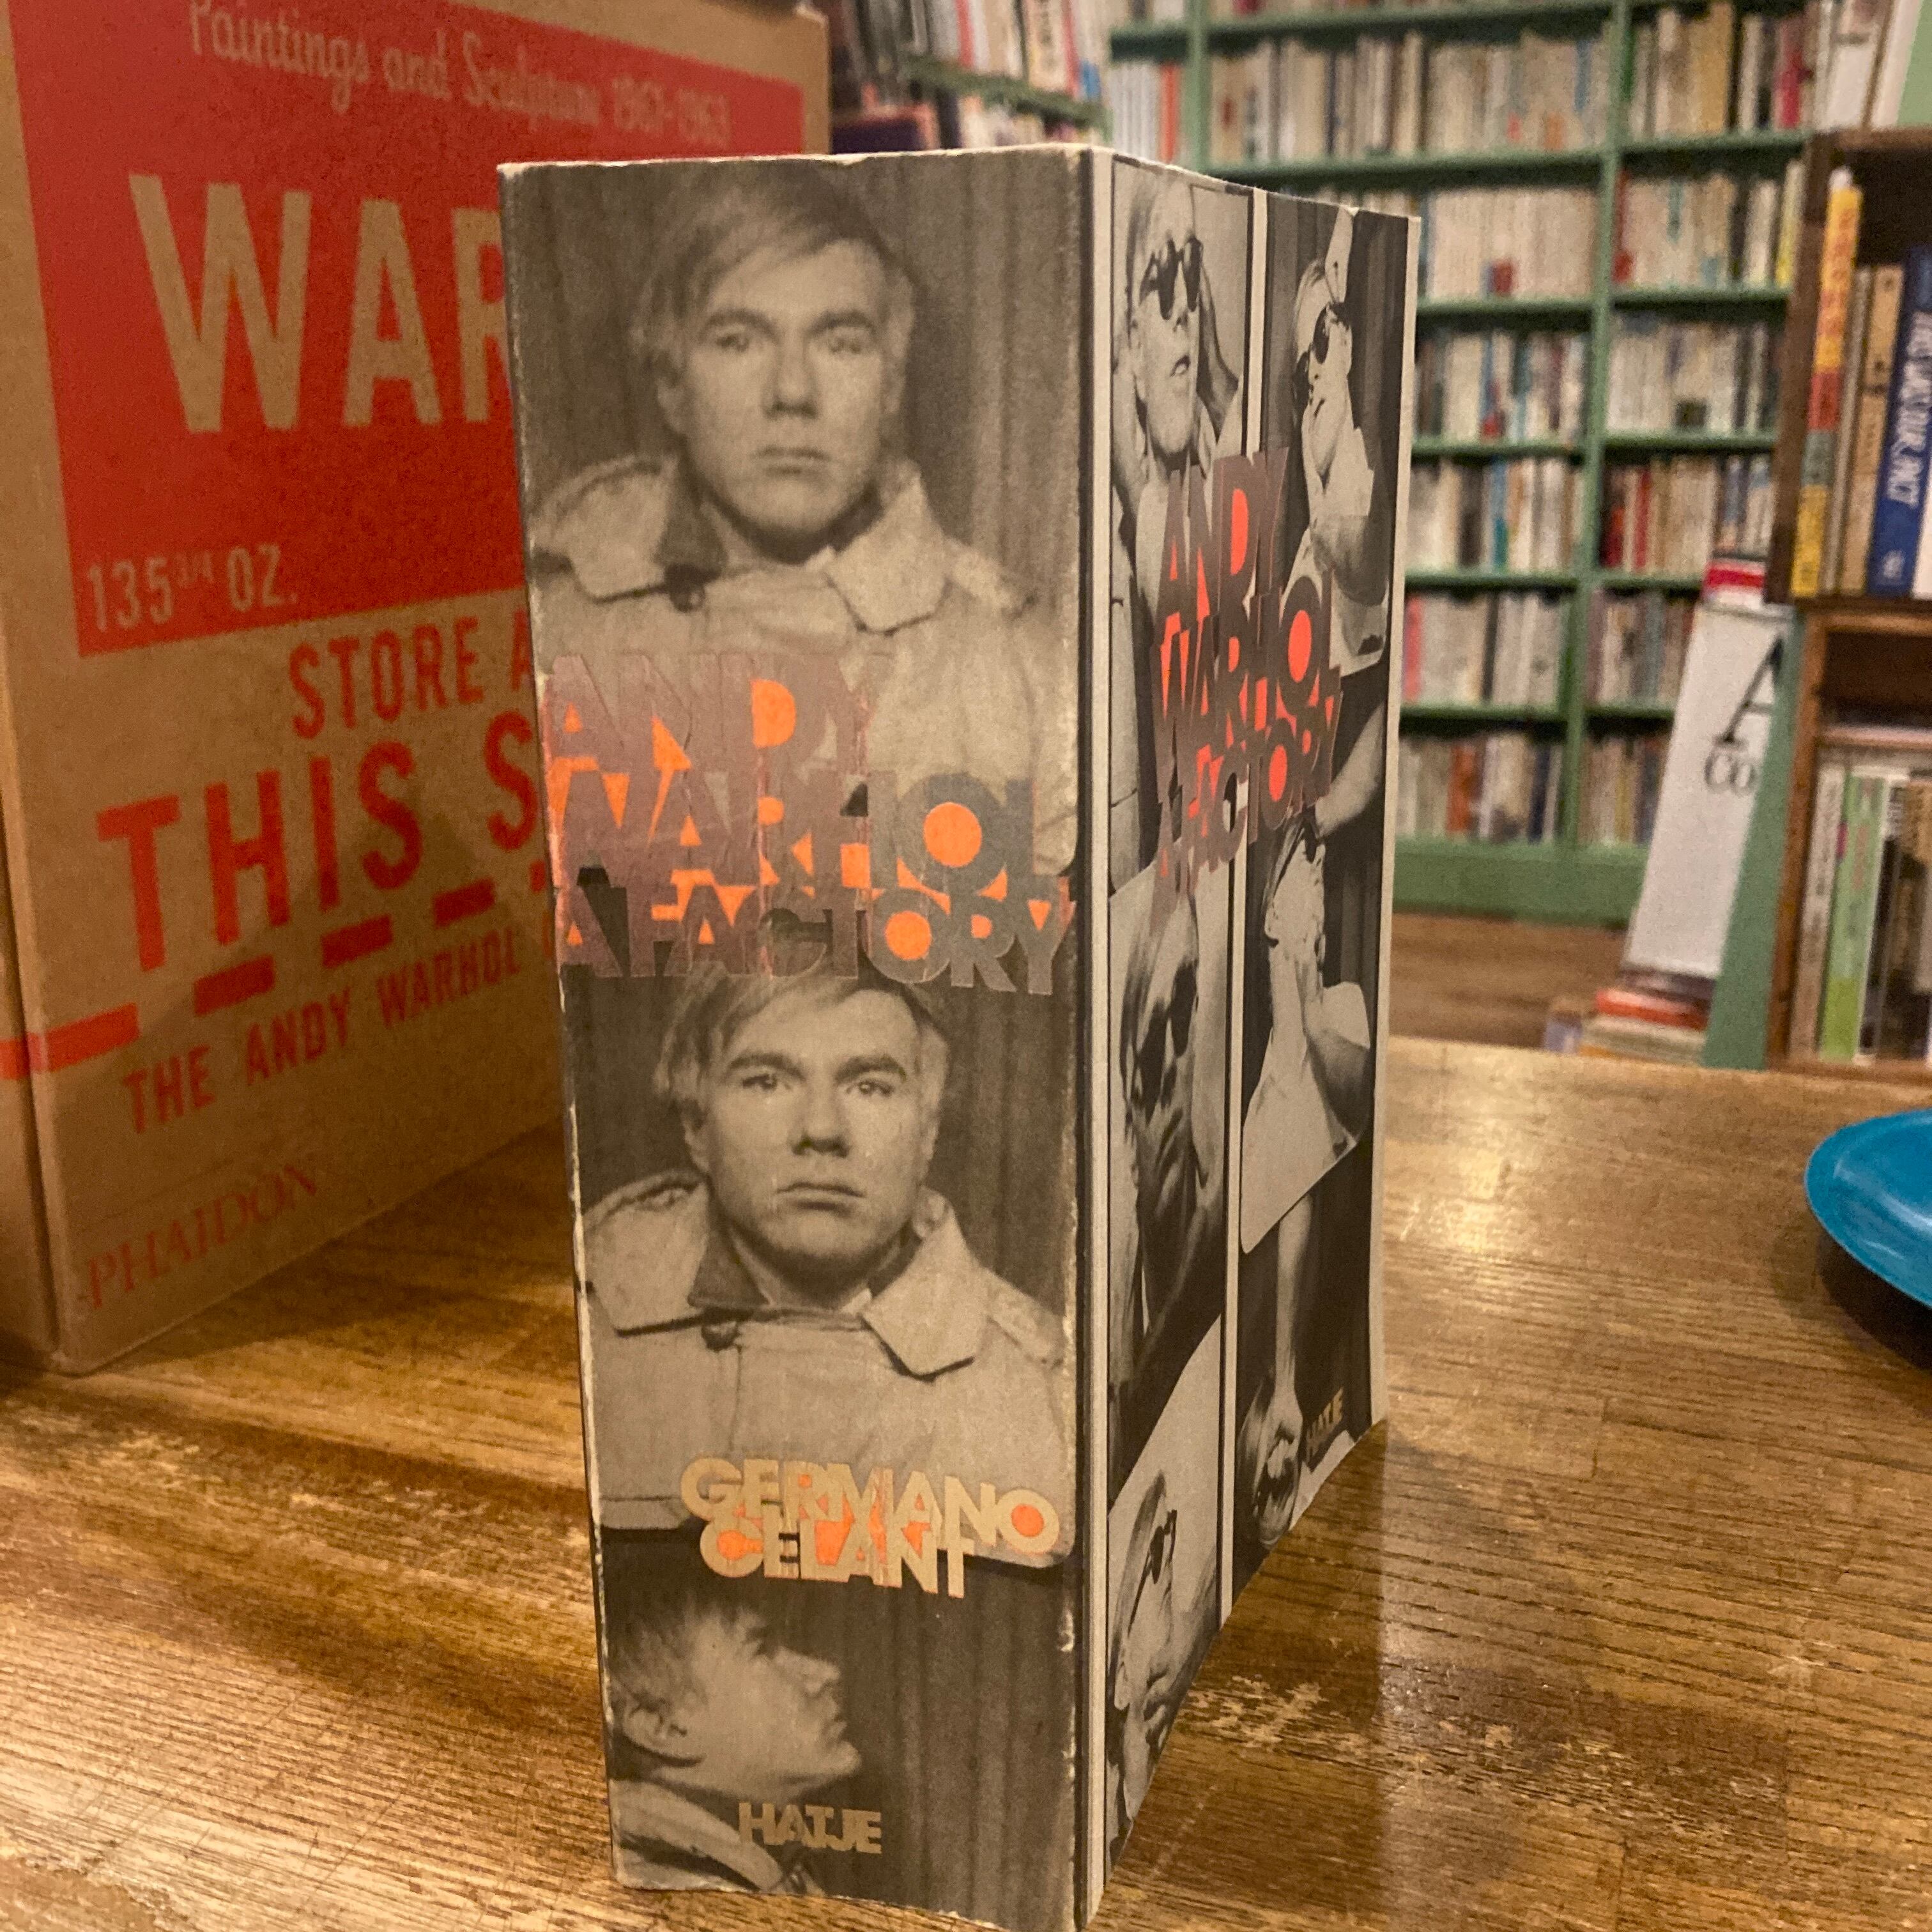 Paintings and Sculpture 1961-1963
WAR
135 3/4 OZ.
STORE A
THIS S
THE ANDY WARHOL
PHAIDON
ANDY
WARHOL
A FACTORY
GERMANO
CELANT
HATJE
ANDY
WARHOL
A FACTORY
HATJE
A